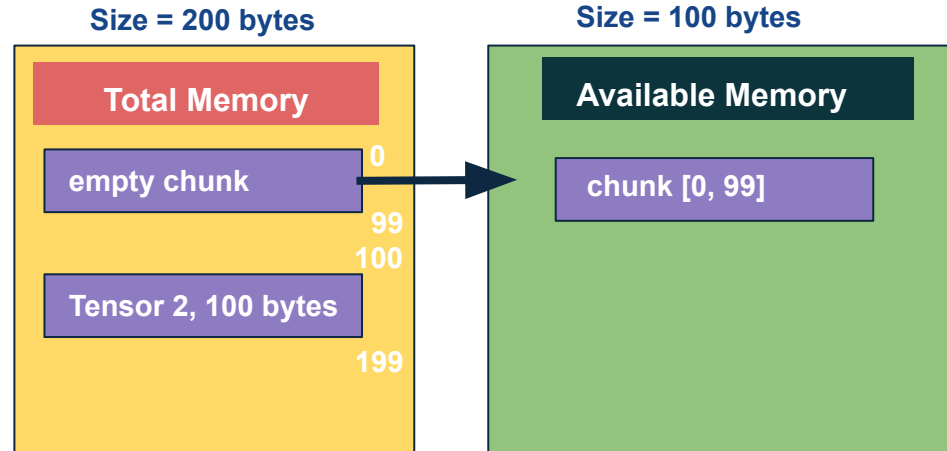 Size = 200 bytes
Total Memory
empty chunk
0
99
100
Tensor 2, 100 bytes
199
Size = 100 bytes
Available Memory
chunk [0, 99]